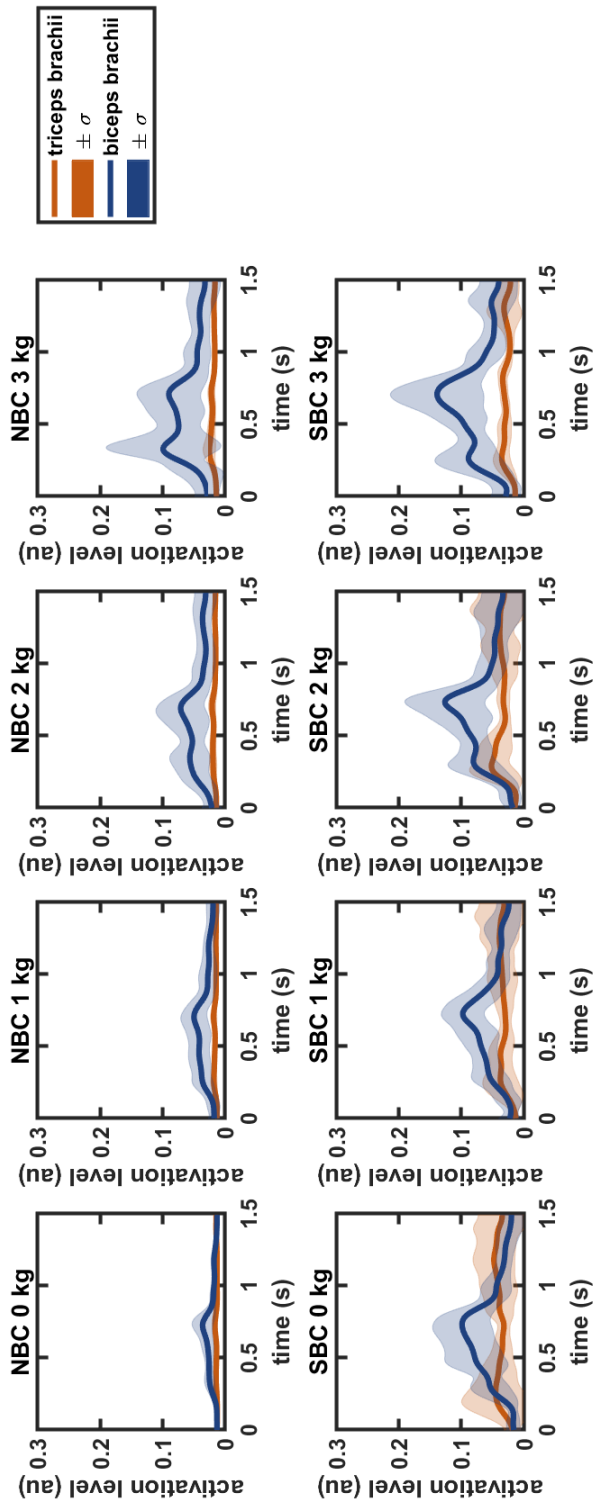 NBC 0 kg
0.3
0.2
0.1
0
activation level (au)
0
0.5
1
1.5
time (s)
NBC 1 kg
0.3
0.2
0.1
0
activation level (au)
0
0.5
1
1.5
time (s)
NBC 2 kg
0.3
0.2
0.1
0
activation level (au)
0
0.5
1
1.5
time (s)
NBC 3 kg
0.3
0.2
0.1
0
activation level (au)
0
0.5
1
1.5
time (s)
triceps brachii
± σ
biceps brachii
± σ
SBC 0 kg
0.3
0.2
0.1
0
activation level (au)
0
0.5
1
1.5
time (s)
SBC 1 kg
0.3
0.2
0.1
0
activation level (au)
0
0.5
1
1.5
time (s)
SBC 2 kg
0.3
0.2
0.1
0
activation level (au)
0
0.5
1
1.5
time (s)
SBC 3 kg
0.3
0.2
0.1
0
activation level (au)
0
0.5
1
1.5
time (s)